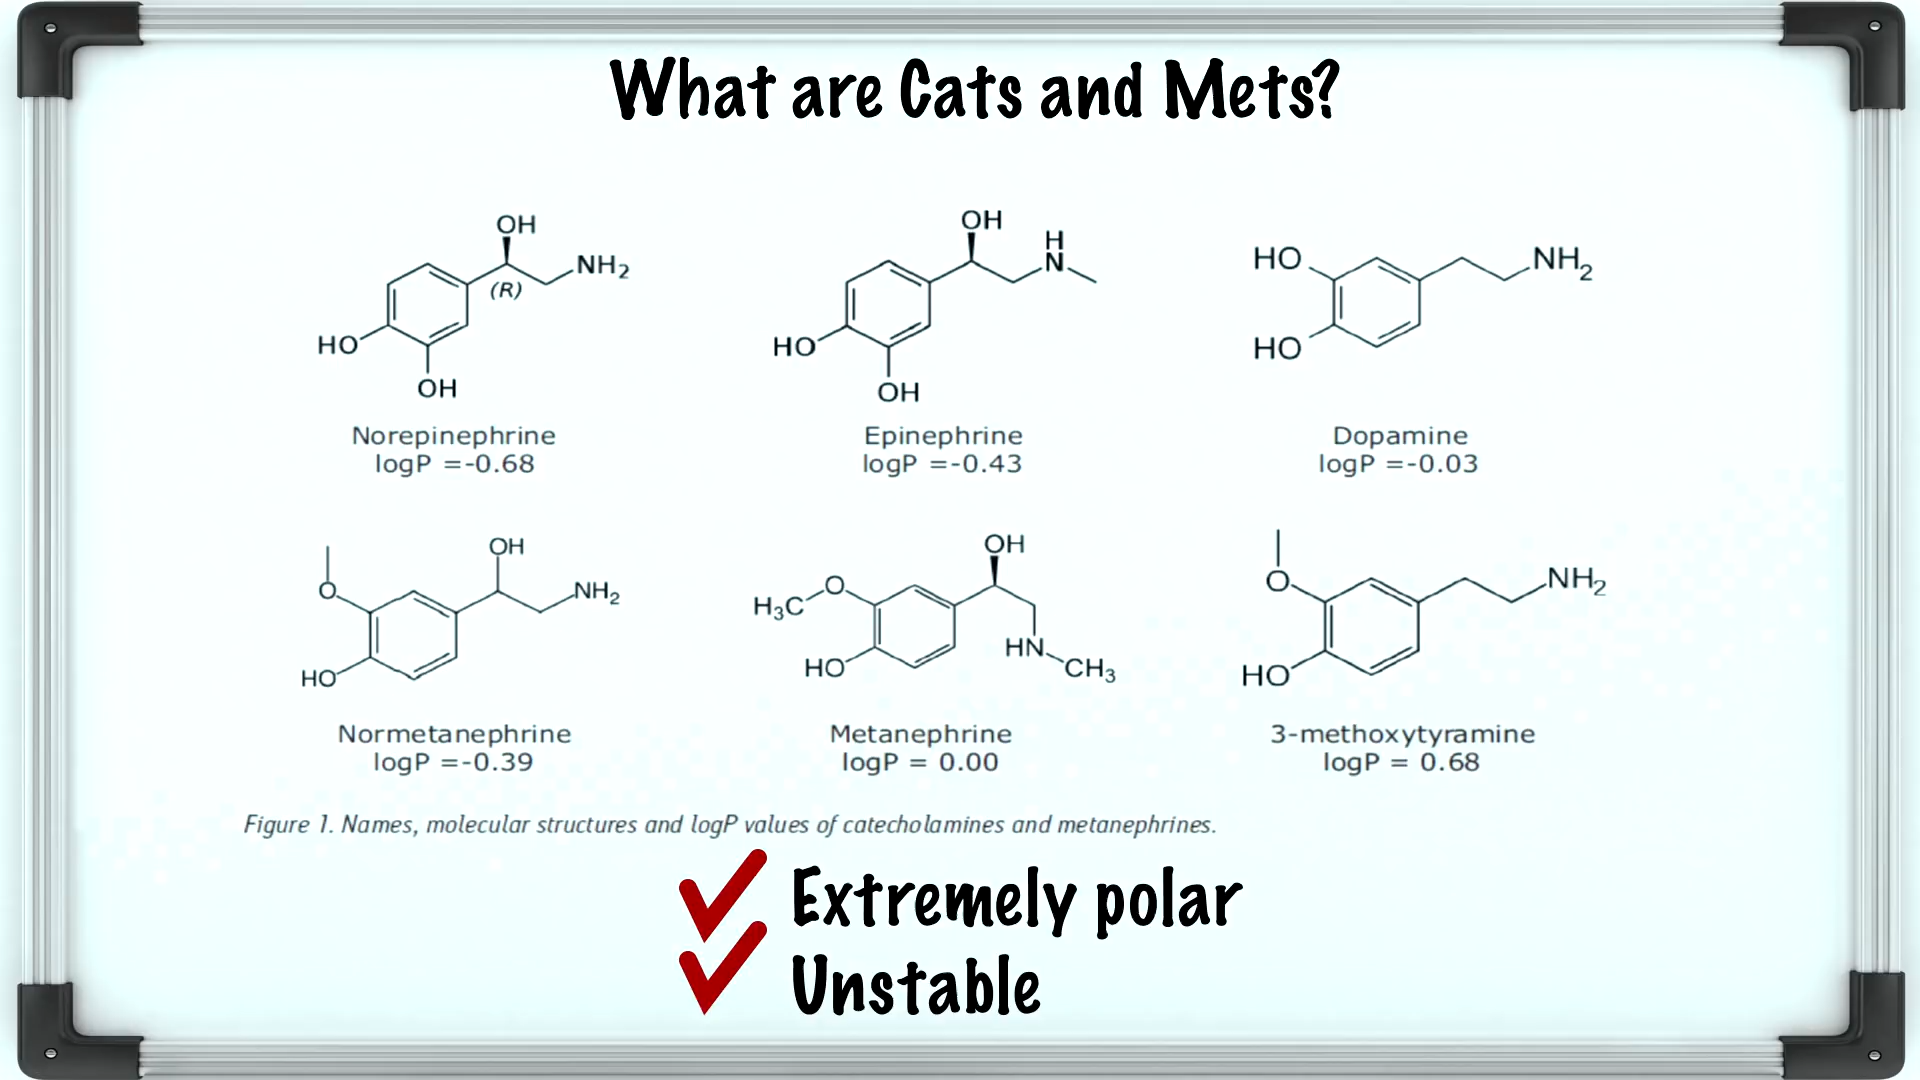 What are Cats and Mets?
OH
NH2
(R)
HO
OH
Norepinephrine
logP =-0.68
OH
H
N
HO
OH
Epinephrine
logP =-0.43
HO
NH2
HO
Dopamine
logP =-0.03
OH
O
NH2
HO
Normetanephrine
logP =-0.39
OH
O
H3C
HO
HN
CH3
Metanephrine
logP = 0.00
O
NH2
HO
3-methoxytyramine
logP = 0.68
Figure 1. Names, molecular structures and logP values of catecholamines and metanephrines.
Extremely polar
Unstable